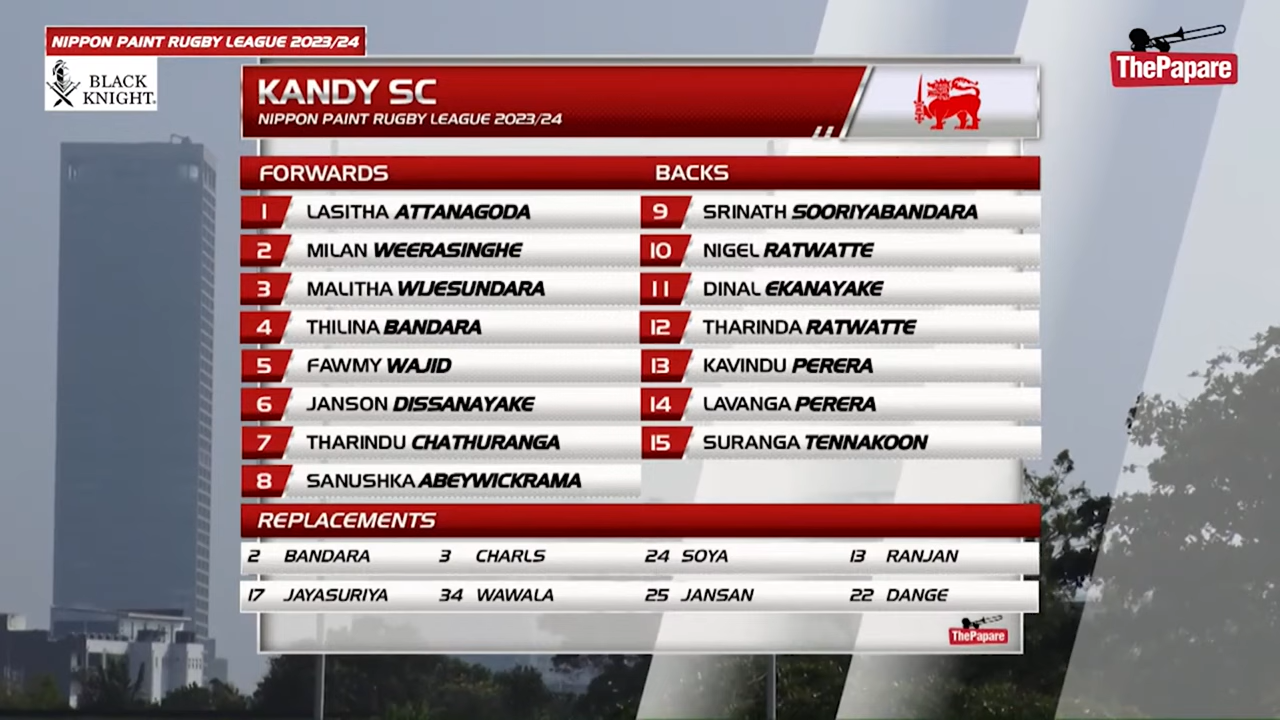 NIPPON PAINT RUGBY LEAGUE 2023/24
BLACK
KNIGHT
ThePapare
KANDY SC
NIPPON PAINT RUGBY LEAGUE 2023/24
FORWARDS
1 LASITHA ATTANAGODA
2 MILAN WEERASINGHE
3 MALITHA WIJESUNDARA
4 THILINA BANDARA
5 FAWMY WAJID
6 JANSON DISSANAYAKE
7 THARINDU CHATHURANGA
8 SANUSHKA ABEYWICKRAMA
BACKS
9 SRINATH SOORIYABANDARA
10 NIGEL RATWATTE
11 DINAL EKANAYAKE
12 THARINDA RATWATTE
13 KAVINDU PERERA
14 LAVANGA PERERA
15 SURANGA TENNAKOON
REPLACEMENTS
2 BANDARA 3 CHARLS 24 SOYA 13 RANJAN
17 JAYASURIYA 34 WAWALA 25 JANSAN 22 DANGE
ThePapare